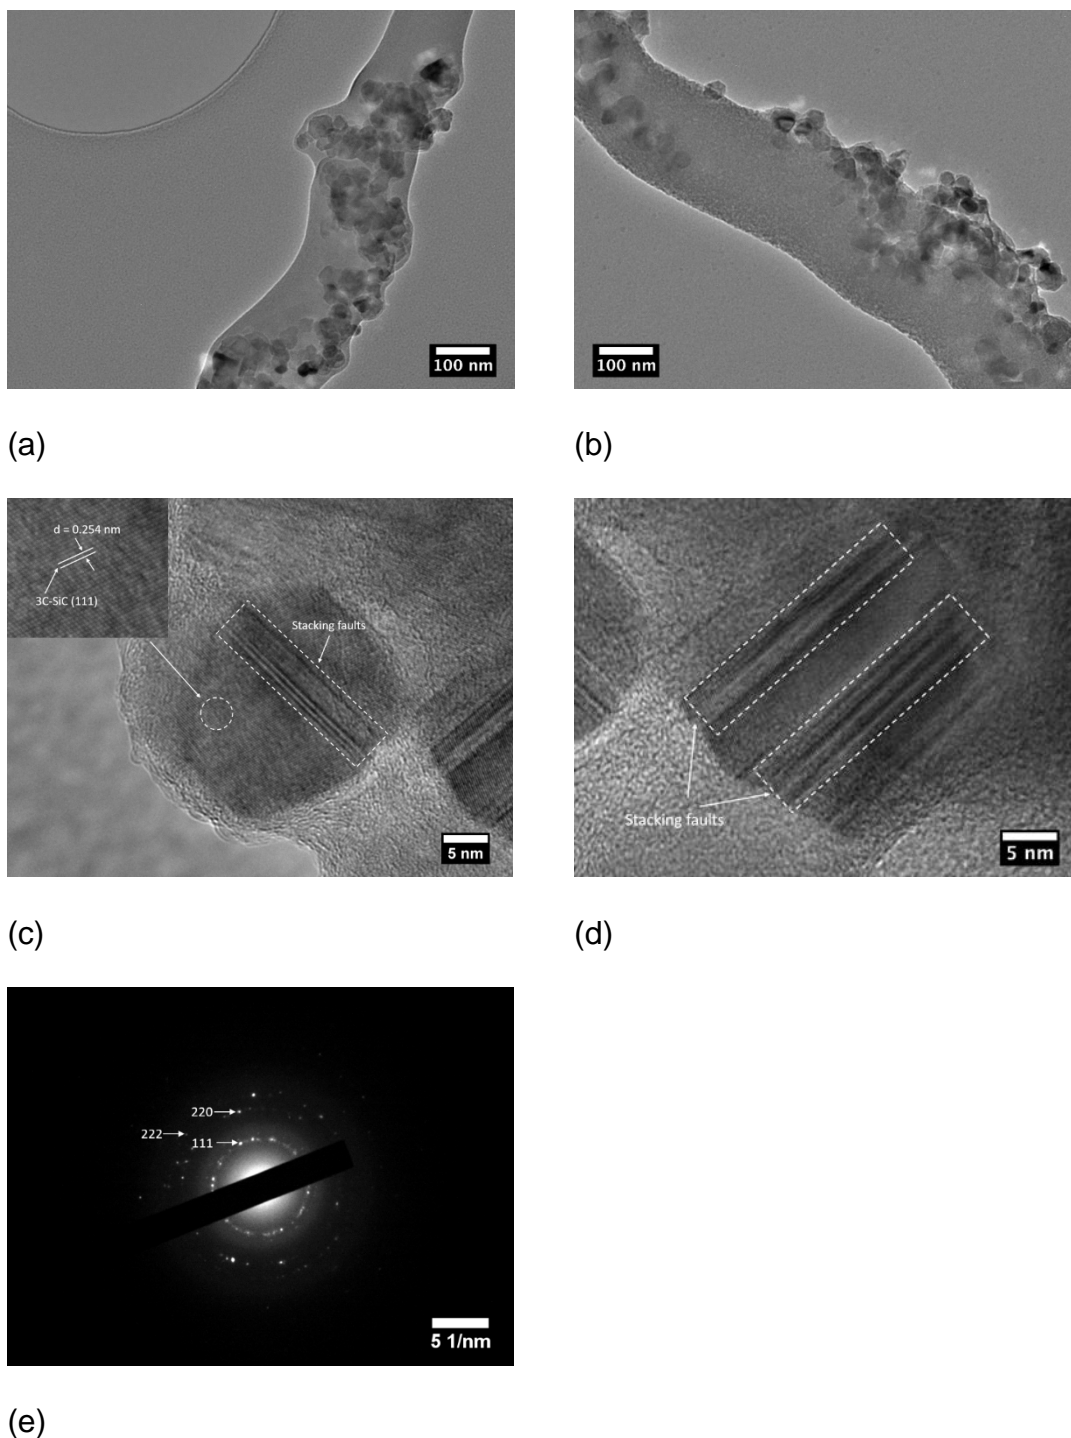 100 nm
100 nm
(a)
(b)
d = 0.254 nm
3C-SiC (111)
Stacking faults
5 nm
Stacking faults
5 nm
(c)
(d)
220
222
111
5 1/nm
(e)